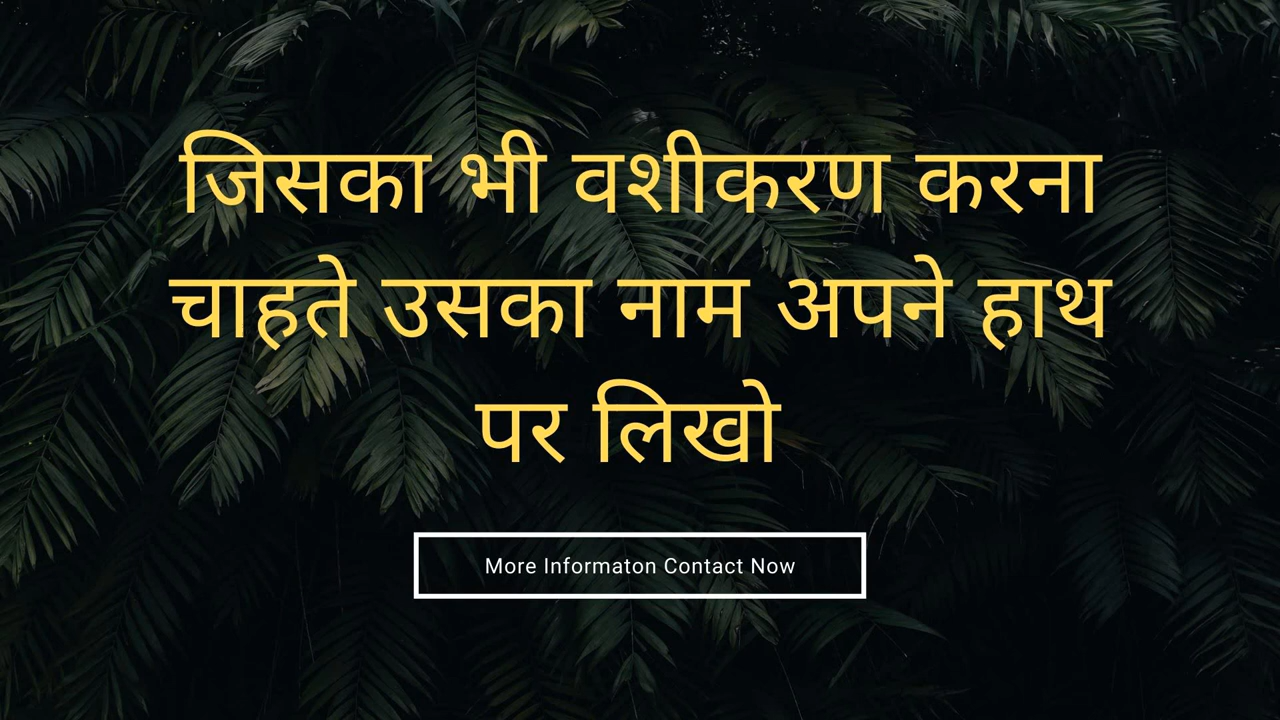 जिसका भी वशीकरण करना
चाहते उसका नाम अपने हाथ
पर लिखो
More Informaton Contact Now